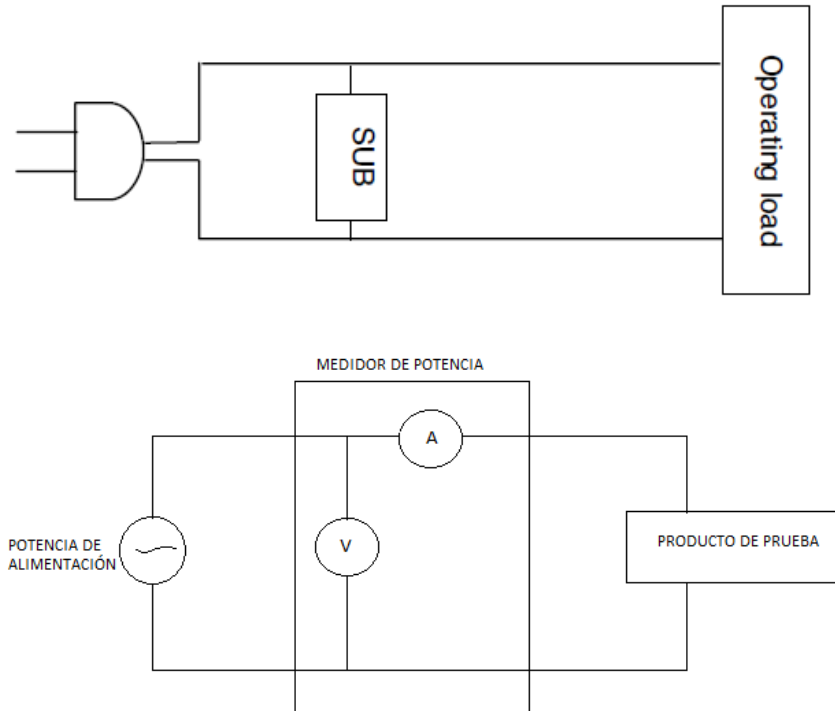 SUB
Operating load
MEDIDOR DE POTENCIA
A
POTENCIA DE
ALIMENTACIÓN
V
PRODUCTO DE PRUEBA